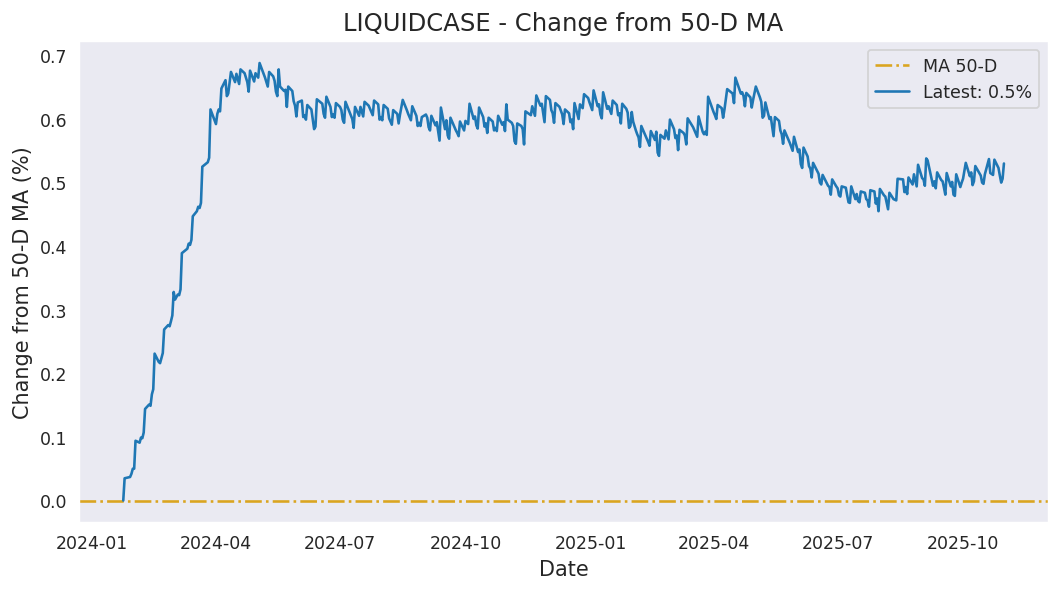 LIQUIDCASE - Change from 50-D MA
MA 50-D
Latest: 0.5%
Change from 50-D MA (%)
0.7
0.6
0.5
0.4
0.3
0.2
0.1
0.0
2024-01 2024-04 2024-07 2024-10 2025-01 2025-04 2025-07 2025-10
Date